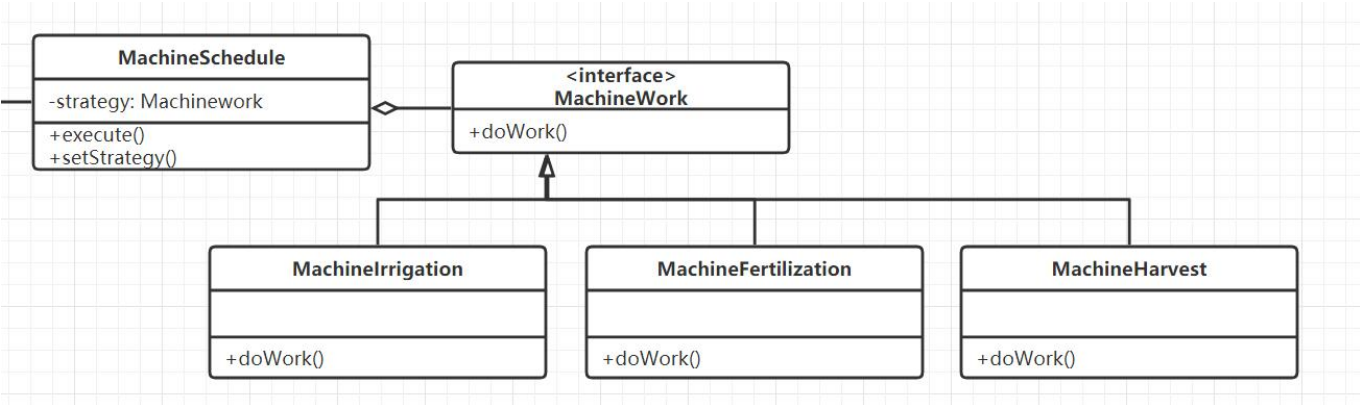 MachineSchedule
-strategy: Machinework
+execute()
+setStrategy()
<interface>
MachineWork
+doWork()
MachineIrrigation
+doWork()
MachineFertilization
+doWork()
MachineHarvest
+doWork()